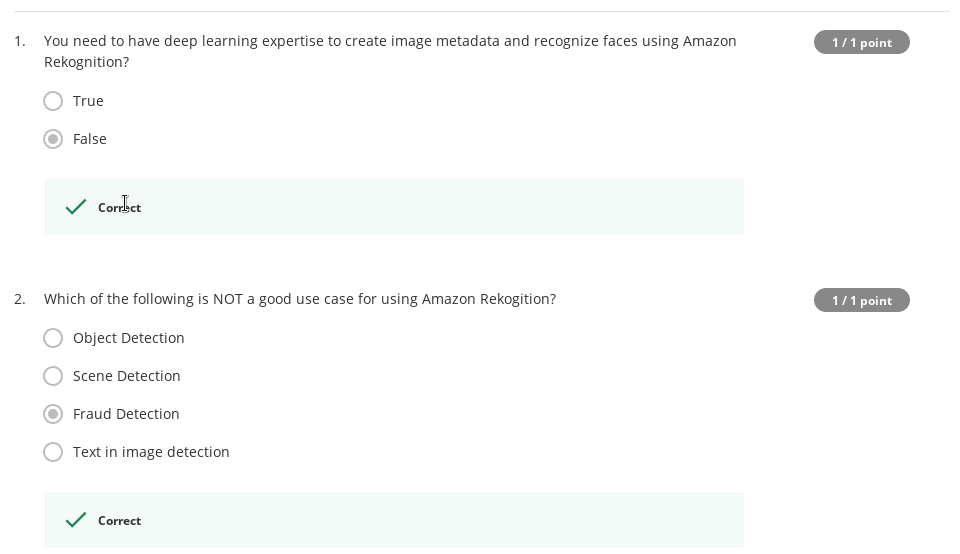 1. You need to have deep learning expertise to create image metadata and recognize faces using Amazon
Rekognition?
1 / 1 point
True
False
Correct
2. Which of the following is NOT a good use case for using Amazon Rekogition?
1 / 1 point
Object Detection
Scene Detection
Fraud Detection
Text in image detection
Correct